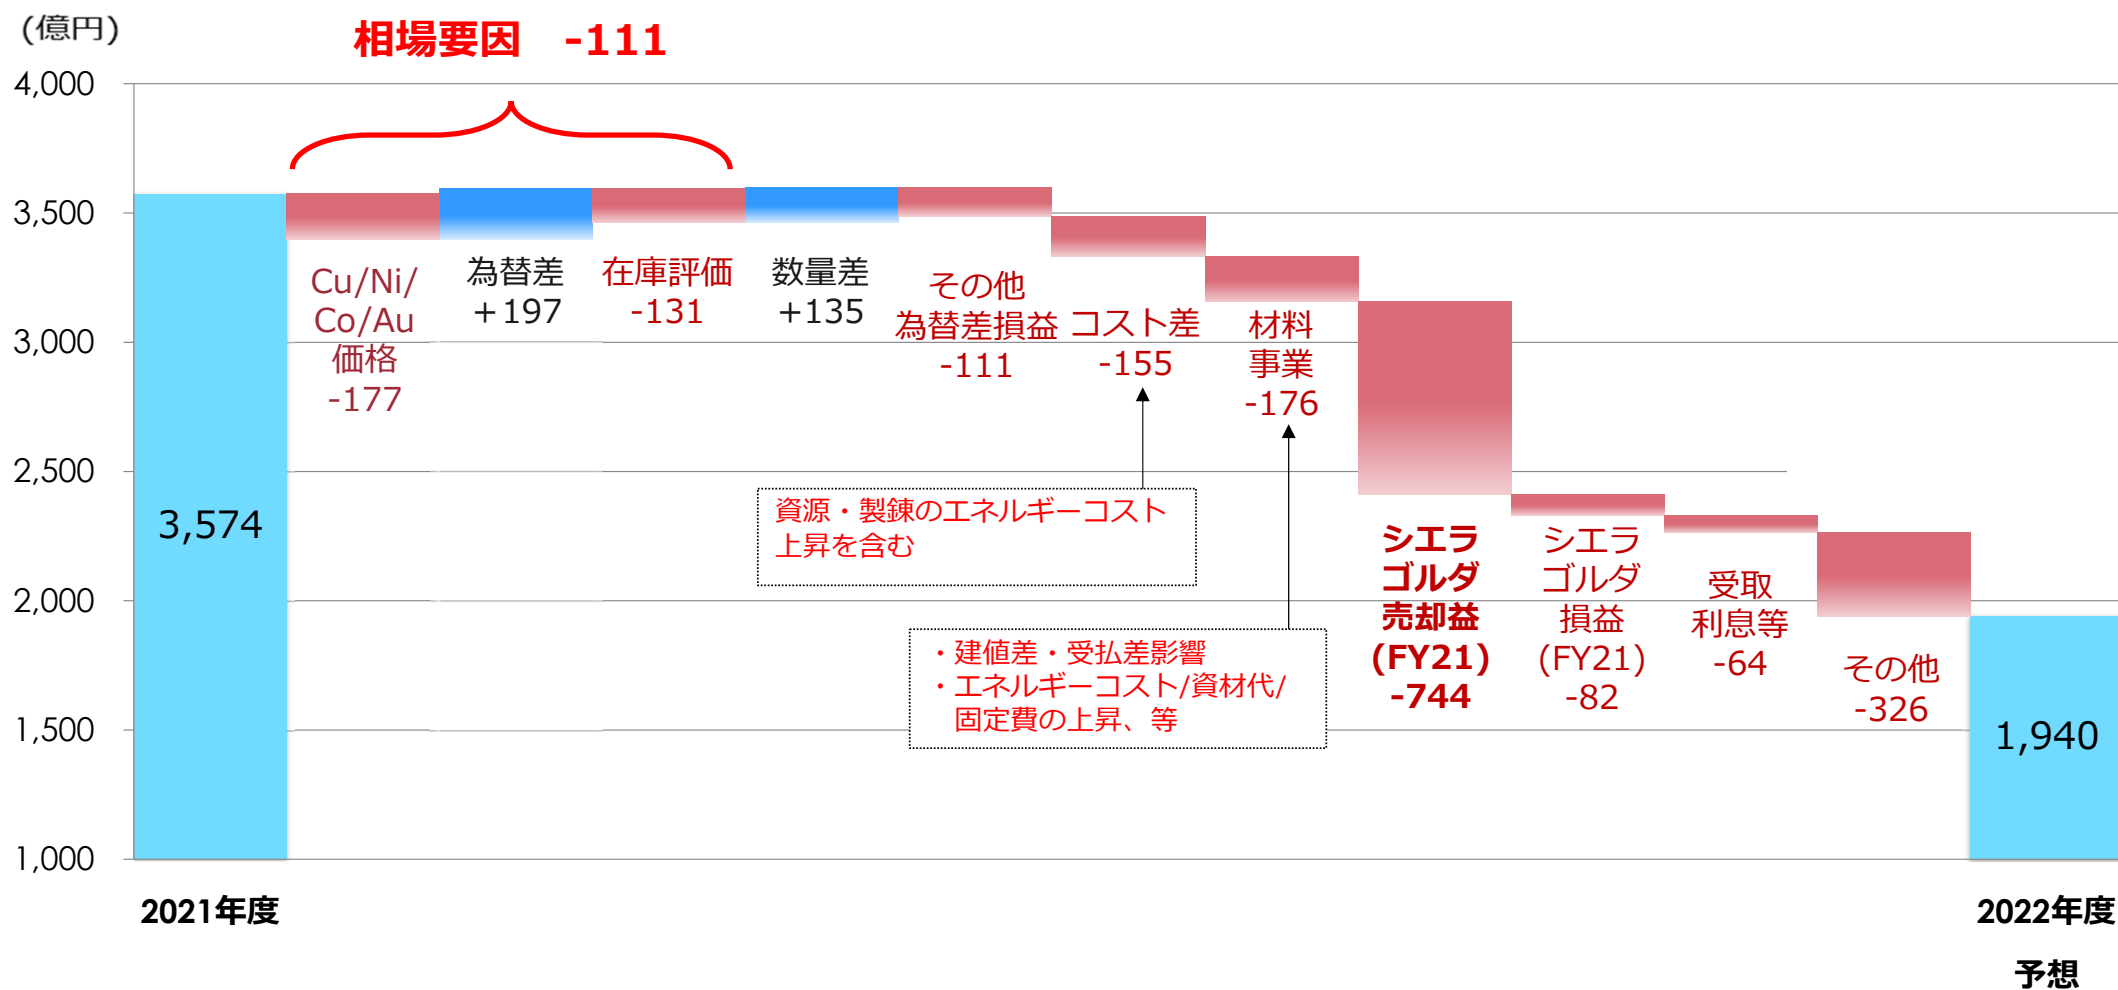 (億円)
相場要因　-111
4,000
3,500
3,000
2,500
2,000
1,500
1,000
3,574
Cu/Ni/
Co/Au
価格
-177
為替差
+197
在庫評価
-131
数量差
+135
その他
為替差損益
-111
コスト差
-155
材料
事業
-176
資源・製錬のエネルギーコスト
上昇を含む
・建値差・受払差影響
・エネルギーコスト/資材代/
固定費の上昇、等
シエラ
ゴルダ
売却益
(FY21)
-744
シエラ
ゴルダ
損益
(FY21)
-82
受取
利息等
-64
その他
-326
1,940
2021年度
2022年度
予想